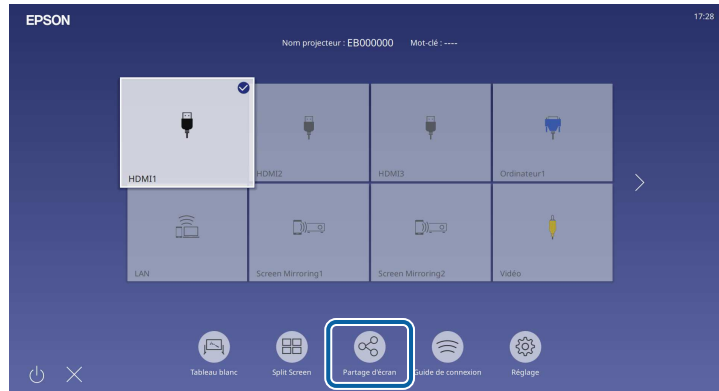 EPSON
17:28
Nom projecteur : EB000000 Mot-clé : ----
HDMI1
HDMI2
HDMI3
Ordinateur1
LAN
Screen Mirroring1
Screen Mirroring2
Vidéo
Tableau blanc
Split Screen
Partage d'écran
Guide de connexion
Réglage